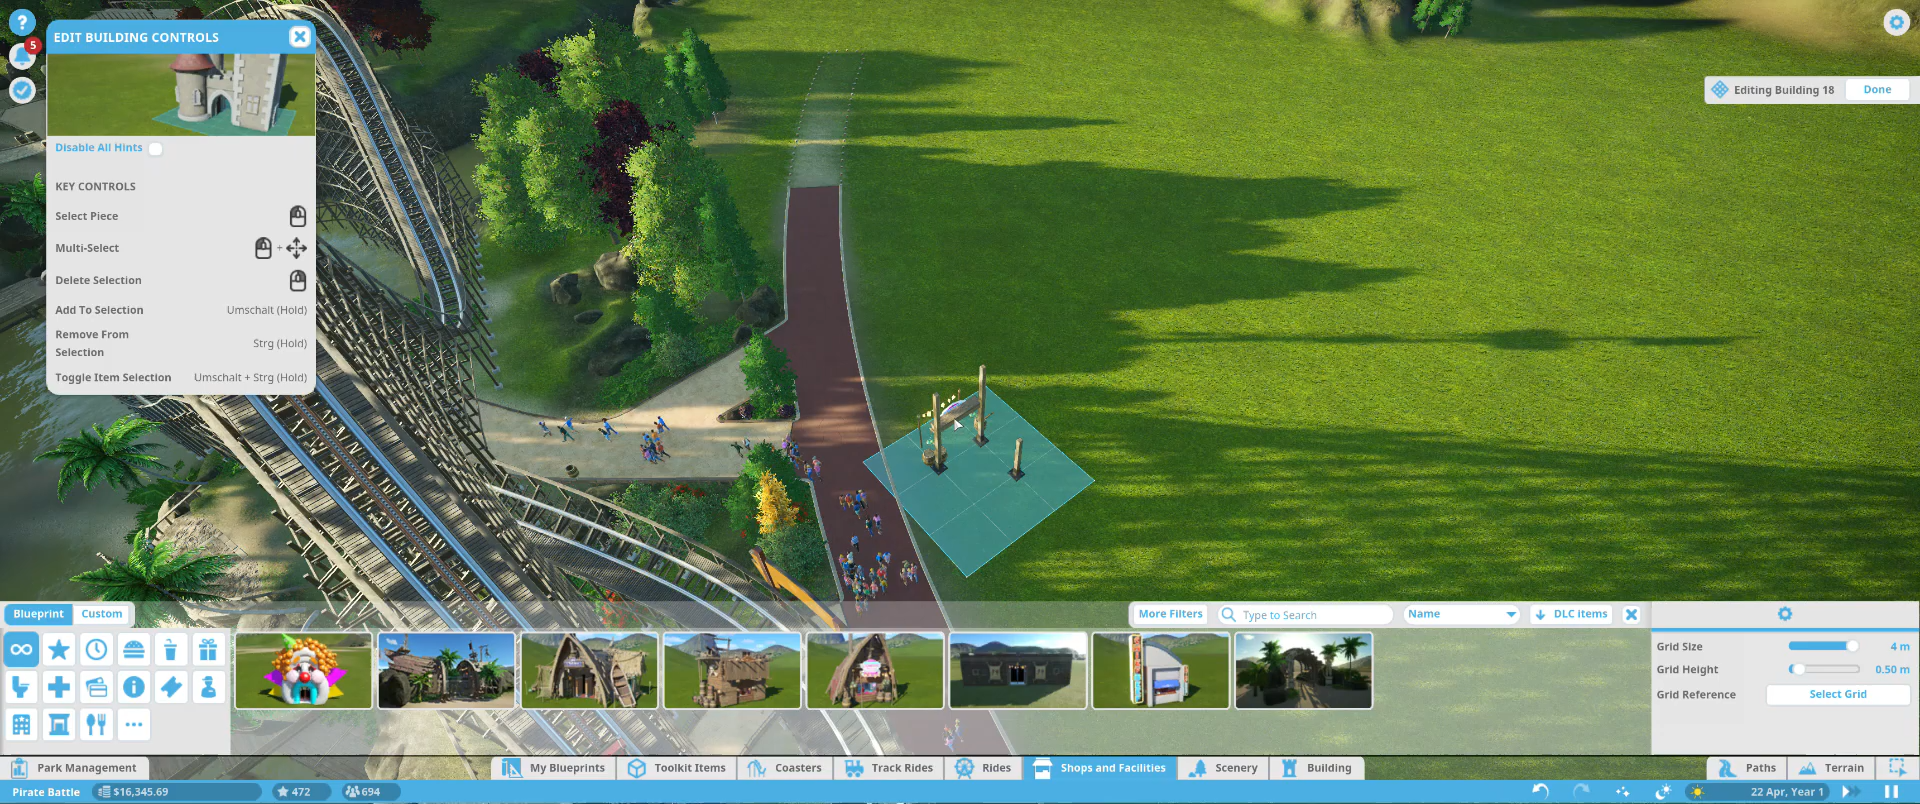 ?
5
EDIT BUILDING CONTROLS
Disable All Hints
KEY CONTROLS
Select Piece
Multi-Select
+
Delete Selection
Add To Selection Umschalt (Hold)
Remove From
Selection
Strg (Hold)
Toggle Item Selection Umschalt + Strg (Hold)
Editing Building 18 Done
Blueprint Custom
More Filters Type to Search Name DLC items
Grid Size 4 m
Grid Height 0.50 m
Grid Reference Select Grid
Park Management My Blueprints Toolkit Items Coasters Track Rides Rides Shops and Facilities Scenery Building Paths Terrain
Pirate Battle $16,345.69 472 694 22 Apr, Year 1